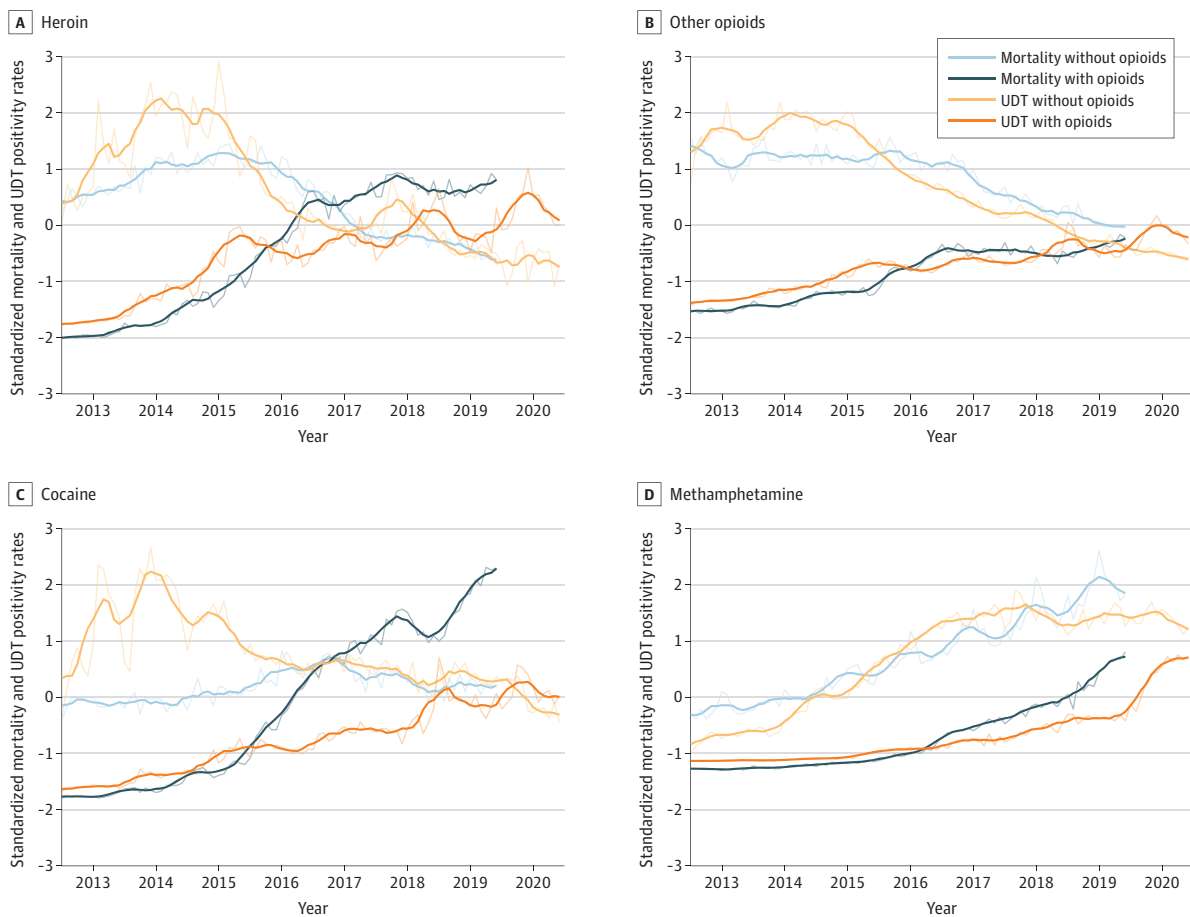 A Heroin
Standardized mortality and UDT positivity rates
3
2
1
0
-1
-2
-3
2013 2014 2015 2016 2017 2018 2019 2020
Year
B Other opioids
Mortality without opioids
Mortality with opioids
UDT without opioids
UDT with opioids
Standardized mortality and UDT positivity rates
3
2
1
0
-1
-2
-3
2013 2014 2015 2016 2017 2018 2019 2020
Year
C Cocaine
Standardized mortality and UDT positivity rates
3
2
1
0
-1
-2
-3
2013 2014 2015 2016 2017 2018 2019 2020
Year
D Methamphetamine
Standardized mortality and UDT positivity rates
3
2
1
0
-1
-2
-3
2013 2014 2015 2016 2017 2018 2019 2020
Year